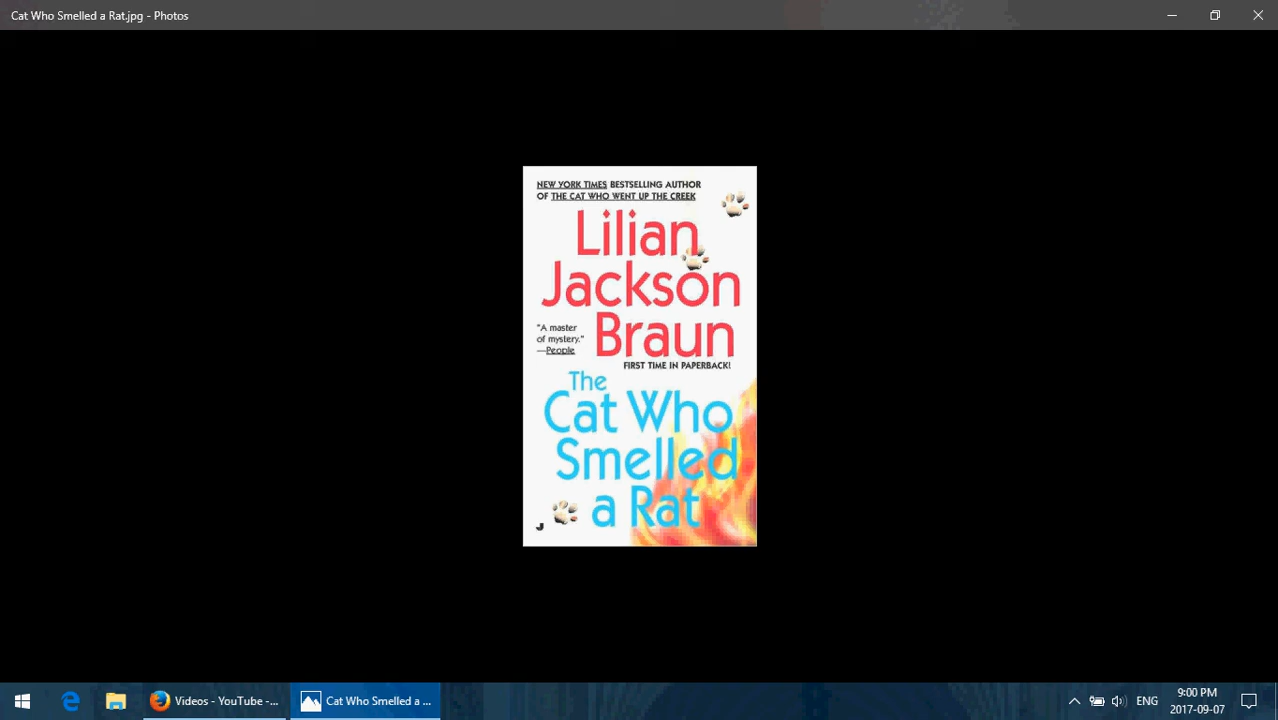 Cat Who Smelled a Rat.jpg - Photos
NEW YORK TIMES BESTSELLING AUTHOR
OF THE CAT WHO WENT UP THE CREEK
Lilian
Jackson
Braun
"A master
of mystery."
—People
FIRST TIME IN PAPERBACK!
The
Cat Who
Smelled
a Rat
J
Videos - YouTube -...
Cat Who Smelled a ...
ENG
9:00 PM
2017-09-07